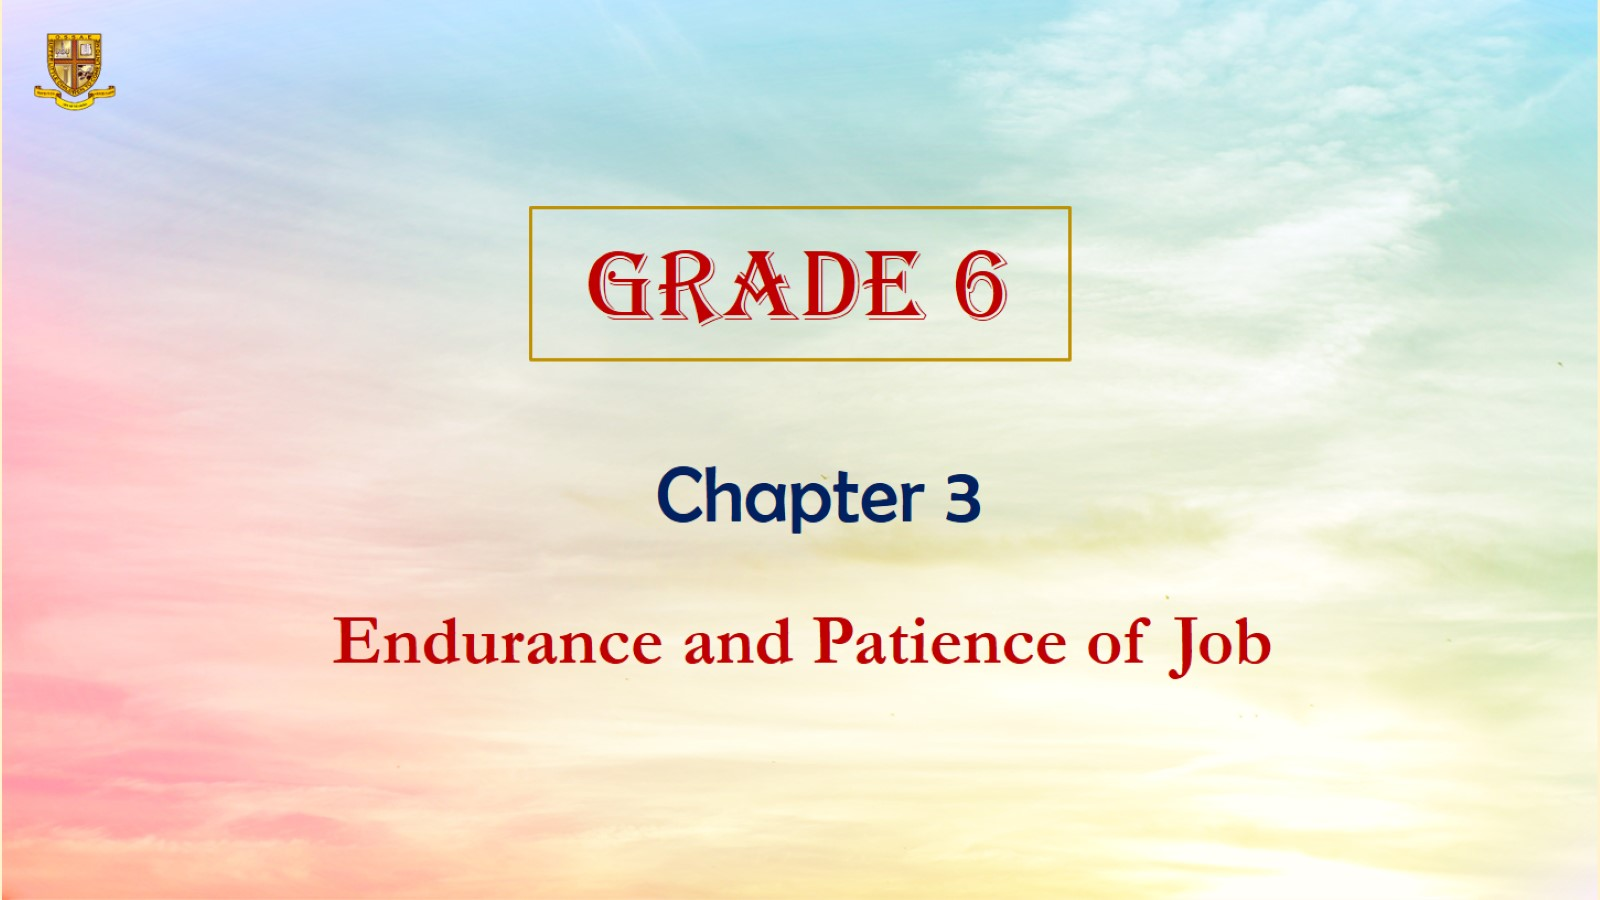 O.S.S.A.E
GRADE 6
Chapter 3
Endurance and Patience of Job